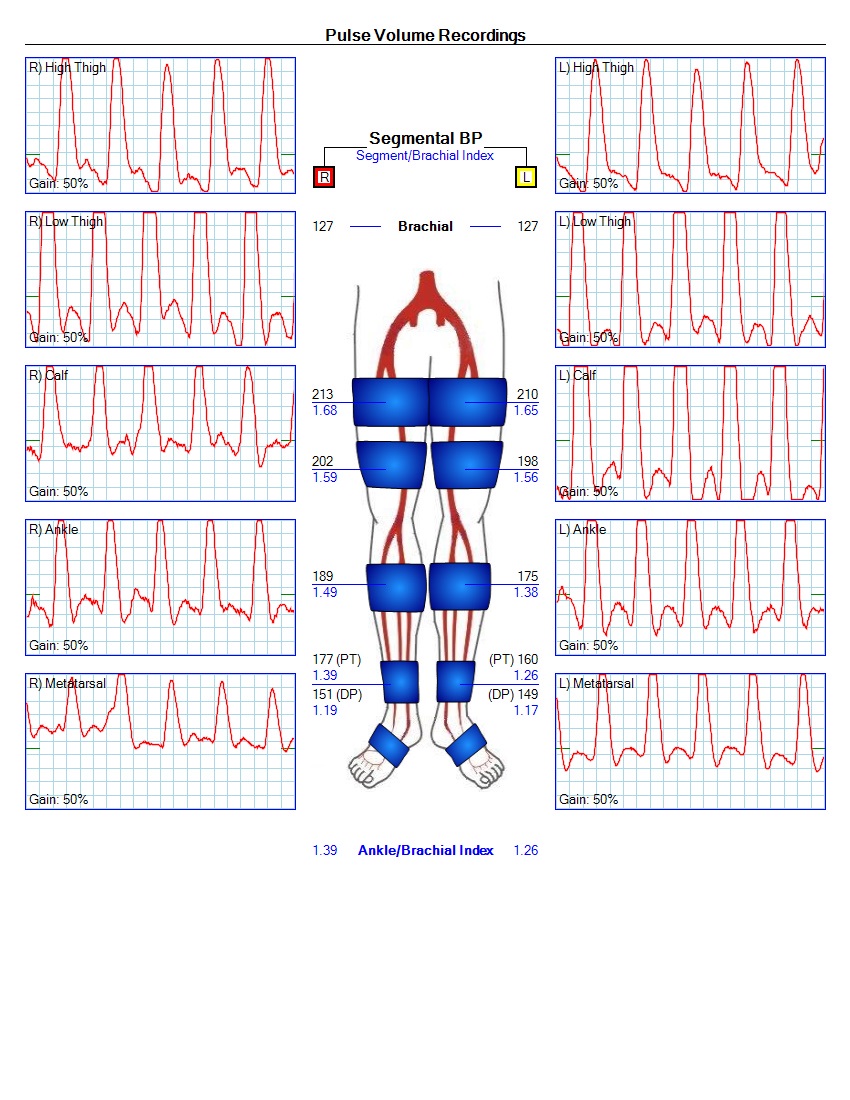 Pulse Volume Recordings
R) High Thigh
Gain: 50%
R) Low Thigh
Gain: 50%
R) Calf
Gain: 50%
R) Ankle
Gain: 50%
R) Metatarsal
Gain: 50%
Segmental BP
Segment/Brachial Index
R
L
127
Brachial
127
213
1.68
210
1.65
202
1.59
198
1.56
189
1.49
175
1.38
177 (PT)
1.39
151 (DP)
1.19
(PT) 160
1.26
(DP) 149
1.17
1.39
Ankle/Brachial Index
1.26
L) High Thigh
Gain: 50%
L) Low Thigh
Gain: 50%
L) Calf
Gain: 50%
L) Ankle
Gain: 50%
L) Metatarsal
Gain: 50%